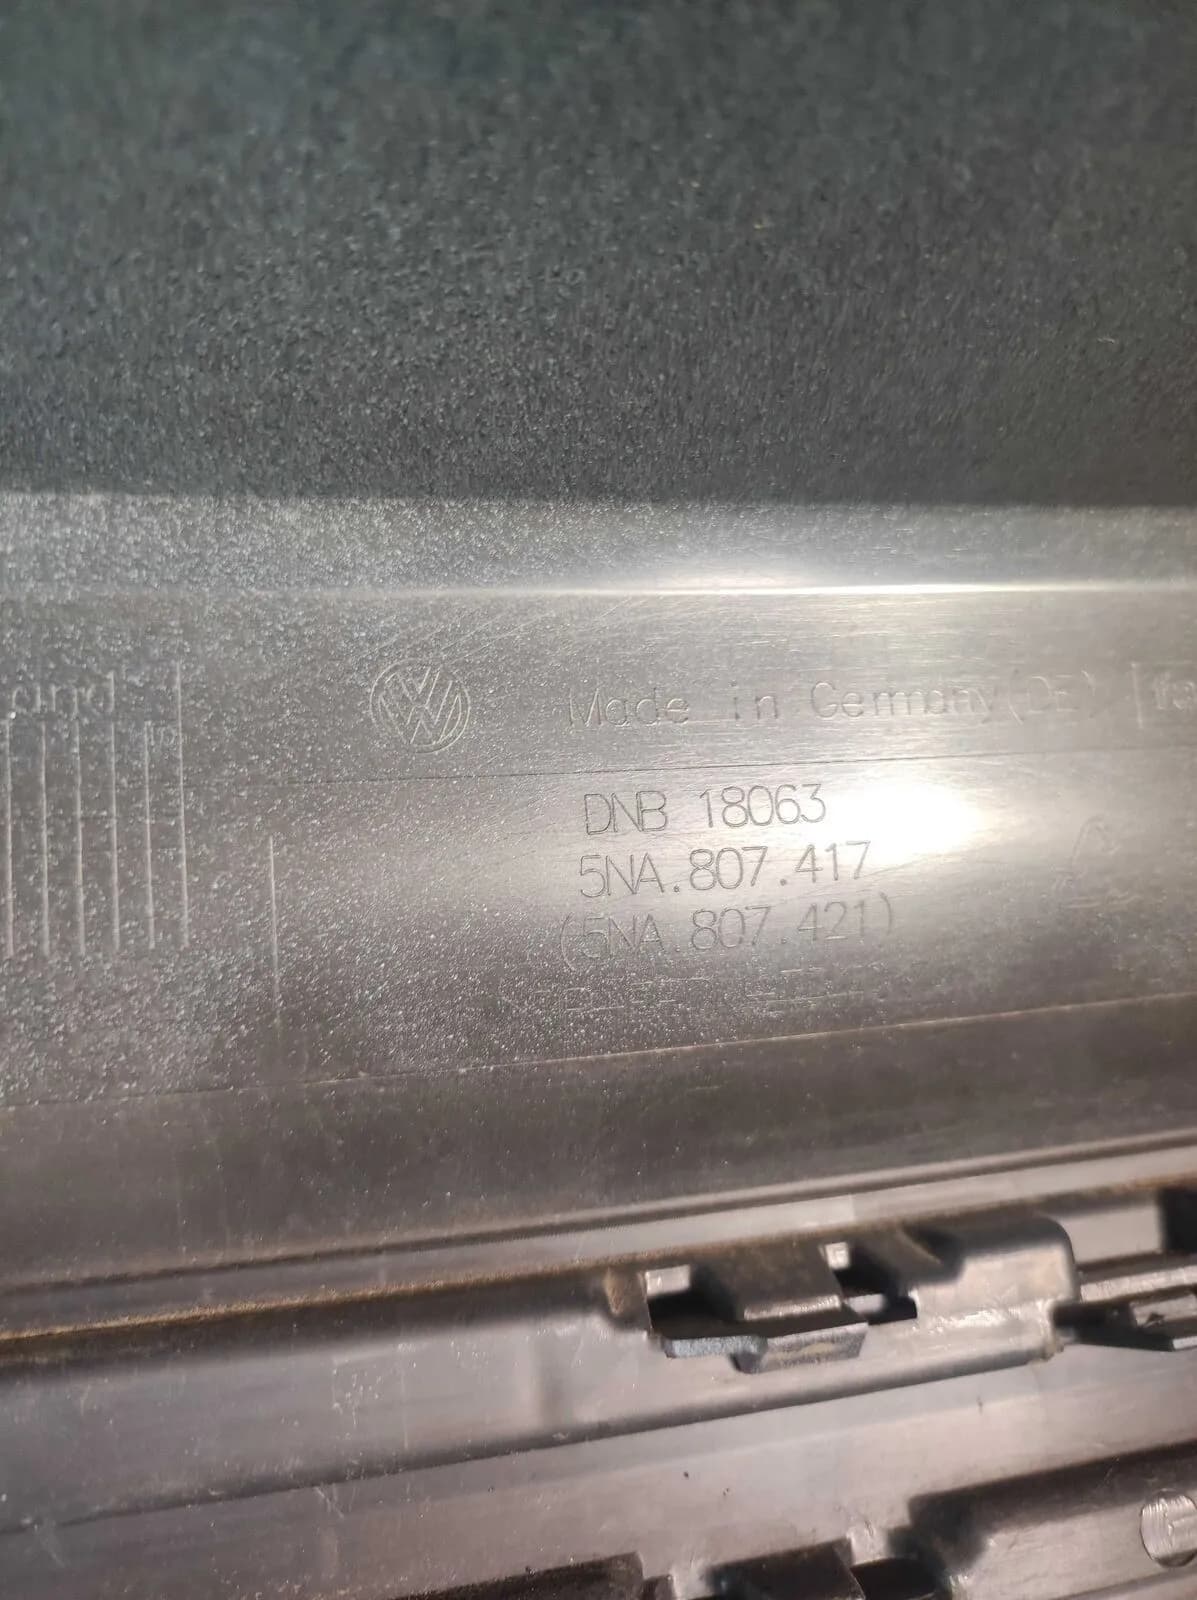 Made in Germany (DE)
DNB 18063
5NA.807.417
(5NA.807.421)